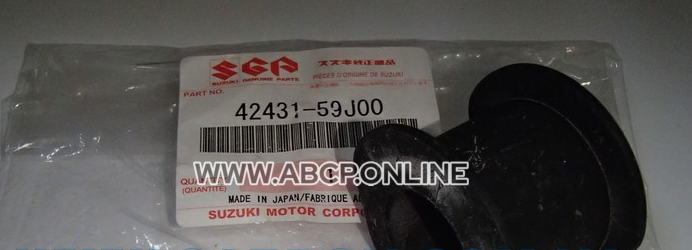 SGP
スズキ純正部品
SUZUKI GENUINE PARTS
PIECES D'ORIGINE DE SUZUKI
PART NO.
42431-59J00
WWW.ABCP.ONLINE
QUANTITY
(QUANTITE)
1
MADE IN JAPAN/FABRIQUE AU
SUZUKI MOTOR CORPO